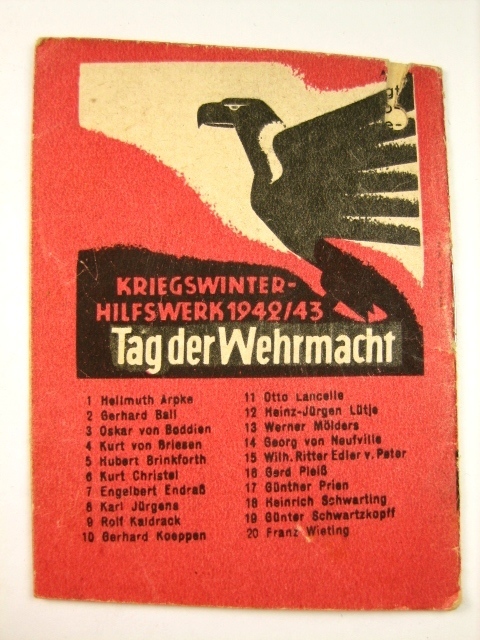 KRIEGSWINTER-
HILFSWERK 1942/43
Tag der Wehrmacht
1 Hellmuth Arpke
2 Gerhard Ball
3 Oskar von Boddien
4 Kurt von Briesen
5 Hubert Brinkforth
6 Kurt Christel
7 Engelbert Endraß
8 Karl Jürgens
9 Rolf Kaldrack
10 Gerhard Koeppen
11 Otto Lancelle
12 Heinz-Jürgen Lütje
13 Werner Mölders
14 Georg von Neufville
15 Wilh. Ritter Edler v. Peter
16 Gerd Pleiß
17 Günther Prien
18 Heinrich Schwarting
19 Günter Schwartzkopff
20 Franz Wieting